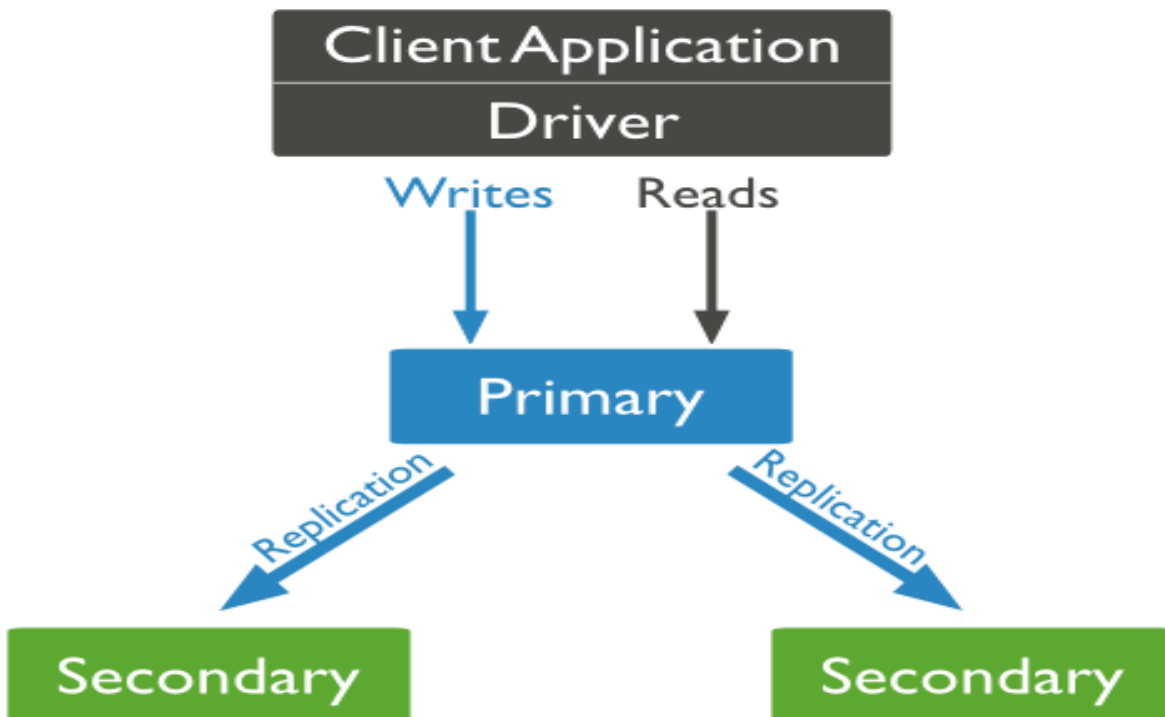 Client Application
Driver
Writes
Reads
Primary
Replication
Replication
Secondary
Secondary